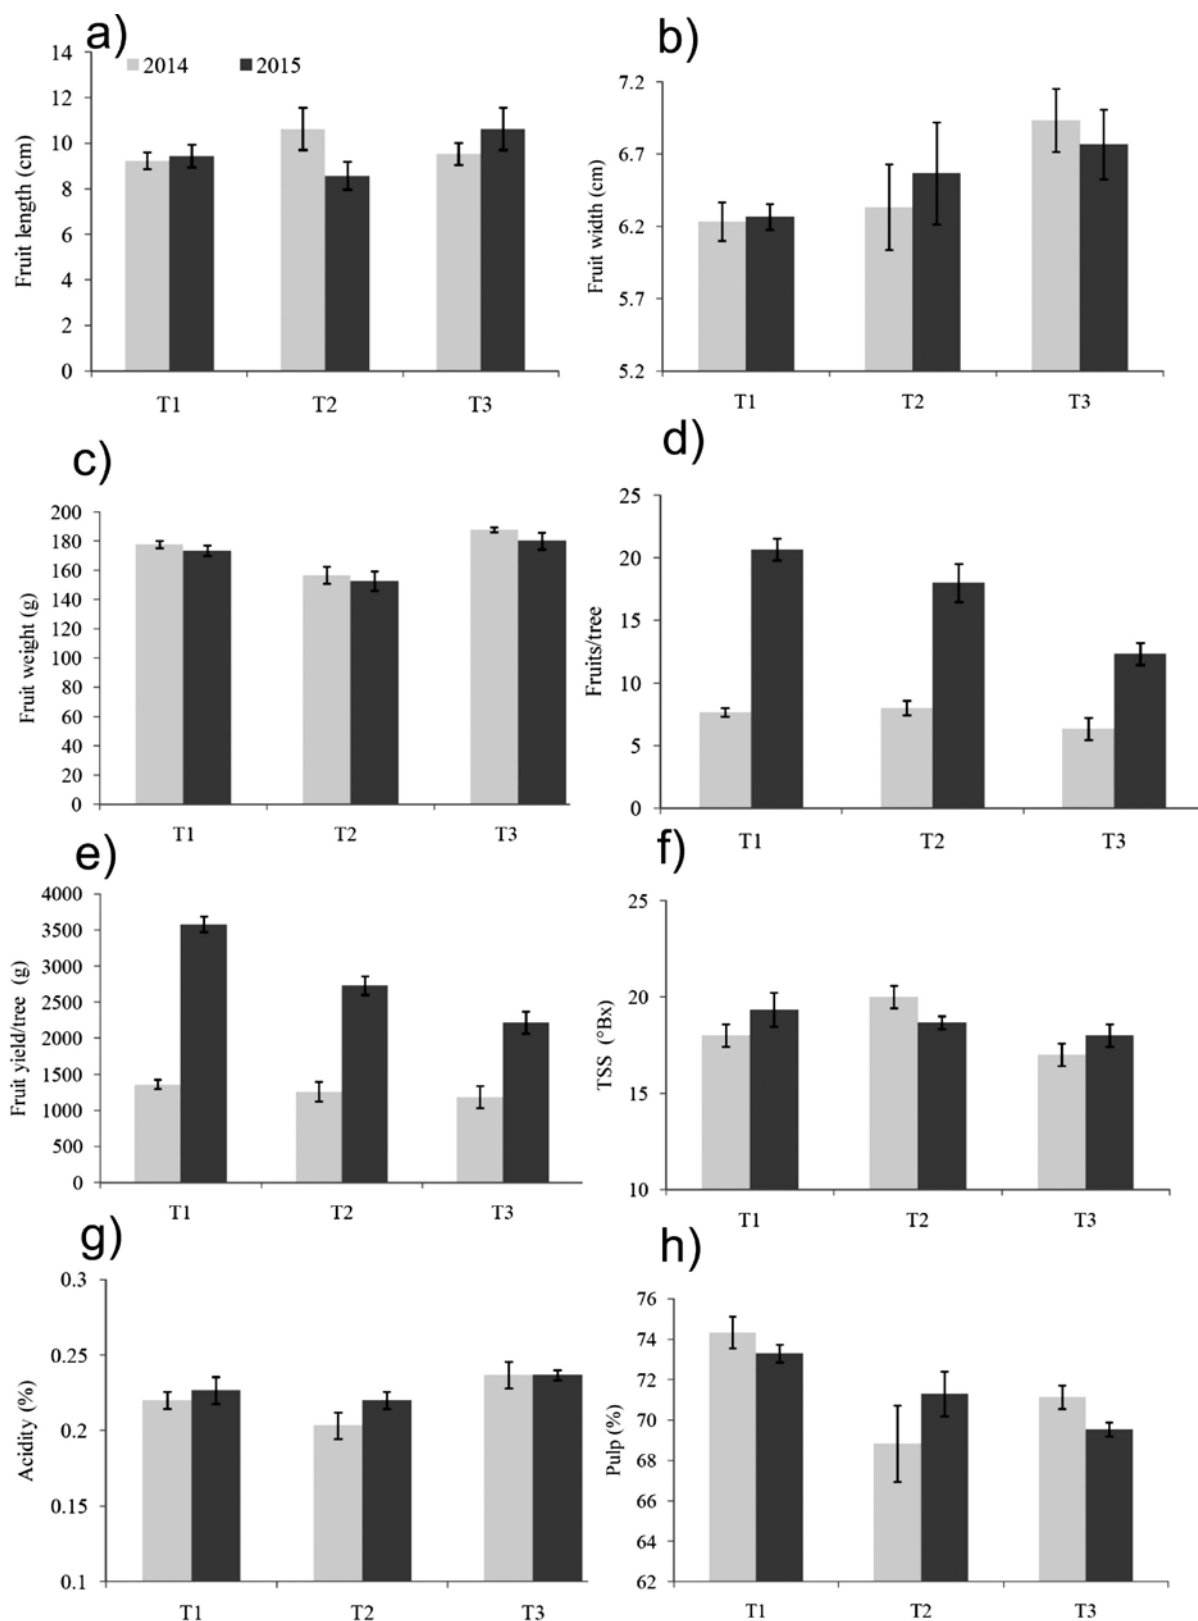 a)
14
12
10
8
6
4
2
0
Fruit length (cm)
2014 2015
T1 T2 T3
b)
7.2
6.7
6.2
5.7
5.2
Fruit width (cm)
T1 T2 T3
c)
200
180
160
140
120
100
80
60
40
20
0
Fruit weight (g)
T1 T2 T3
d)
25
20
15
10
5
0
Fruits/tree
T1 T2 T3
e)
4000
3500
3000
2500
2000
1500
1000
500
0
Fruit yield/tree (g)
T1 T2 T3
f)
25
20
15
10
TSS (°Bx)
T1 T2 T3
g)
0.3
0.25
0.2
0.15
0.1
Acidity (%)
T1 T2 T3
h)
76
74
72
70
68
66
64
62
Pulp (%)
T1 T2 T3